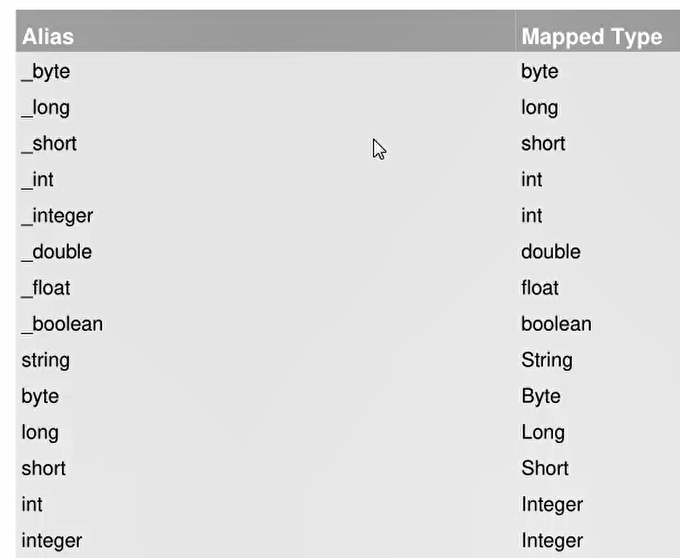 Alias Mapped Type
_byte byte
_long long
_short short
_int int
_integer int
_double double
_float float
_boolean boolean
string String
byte Byte
long Long
short Short
int Integer
integer Integer